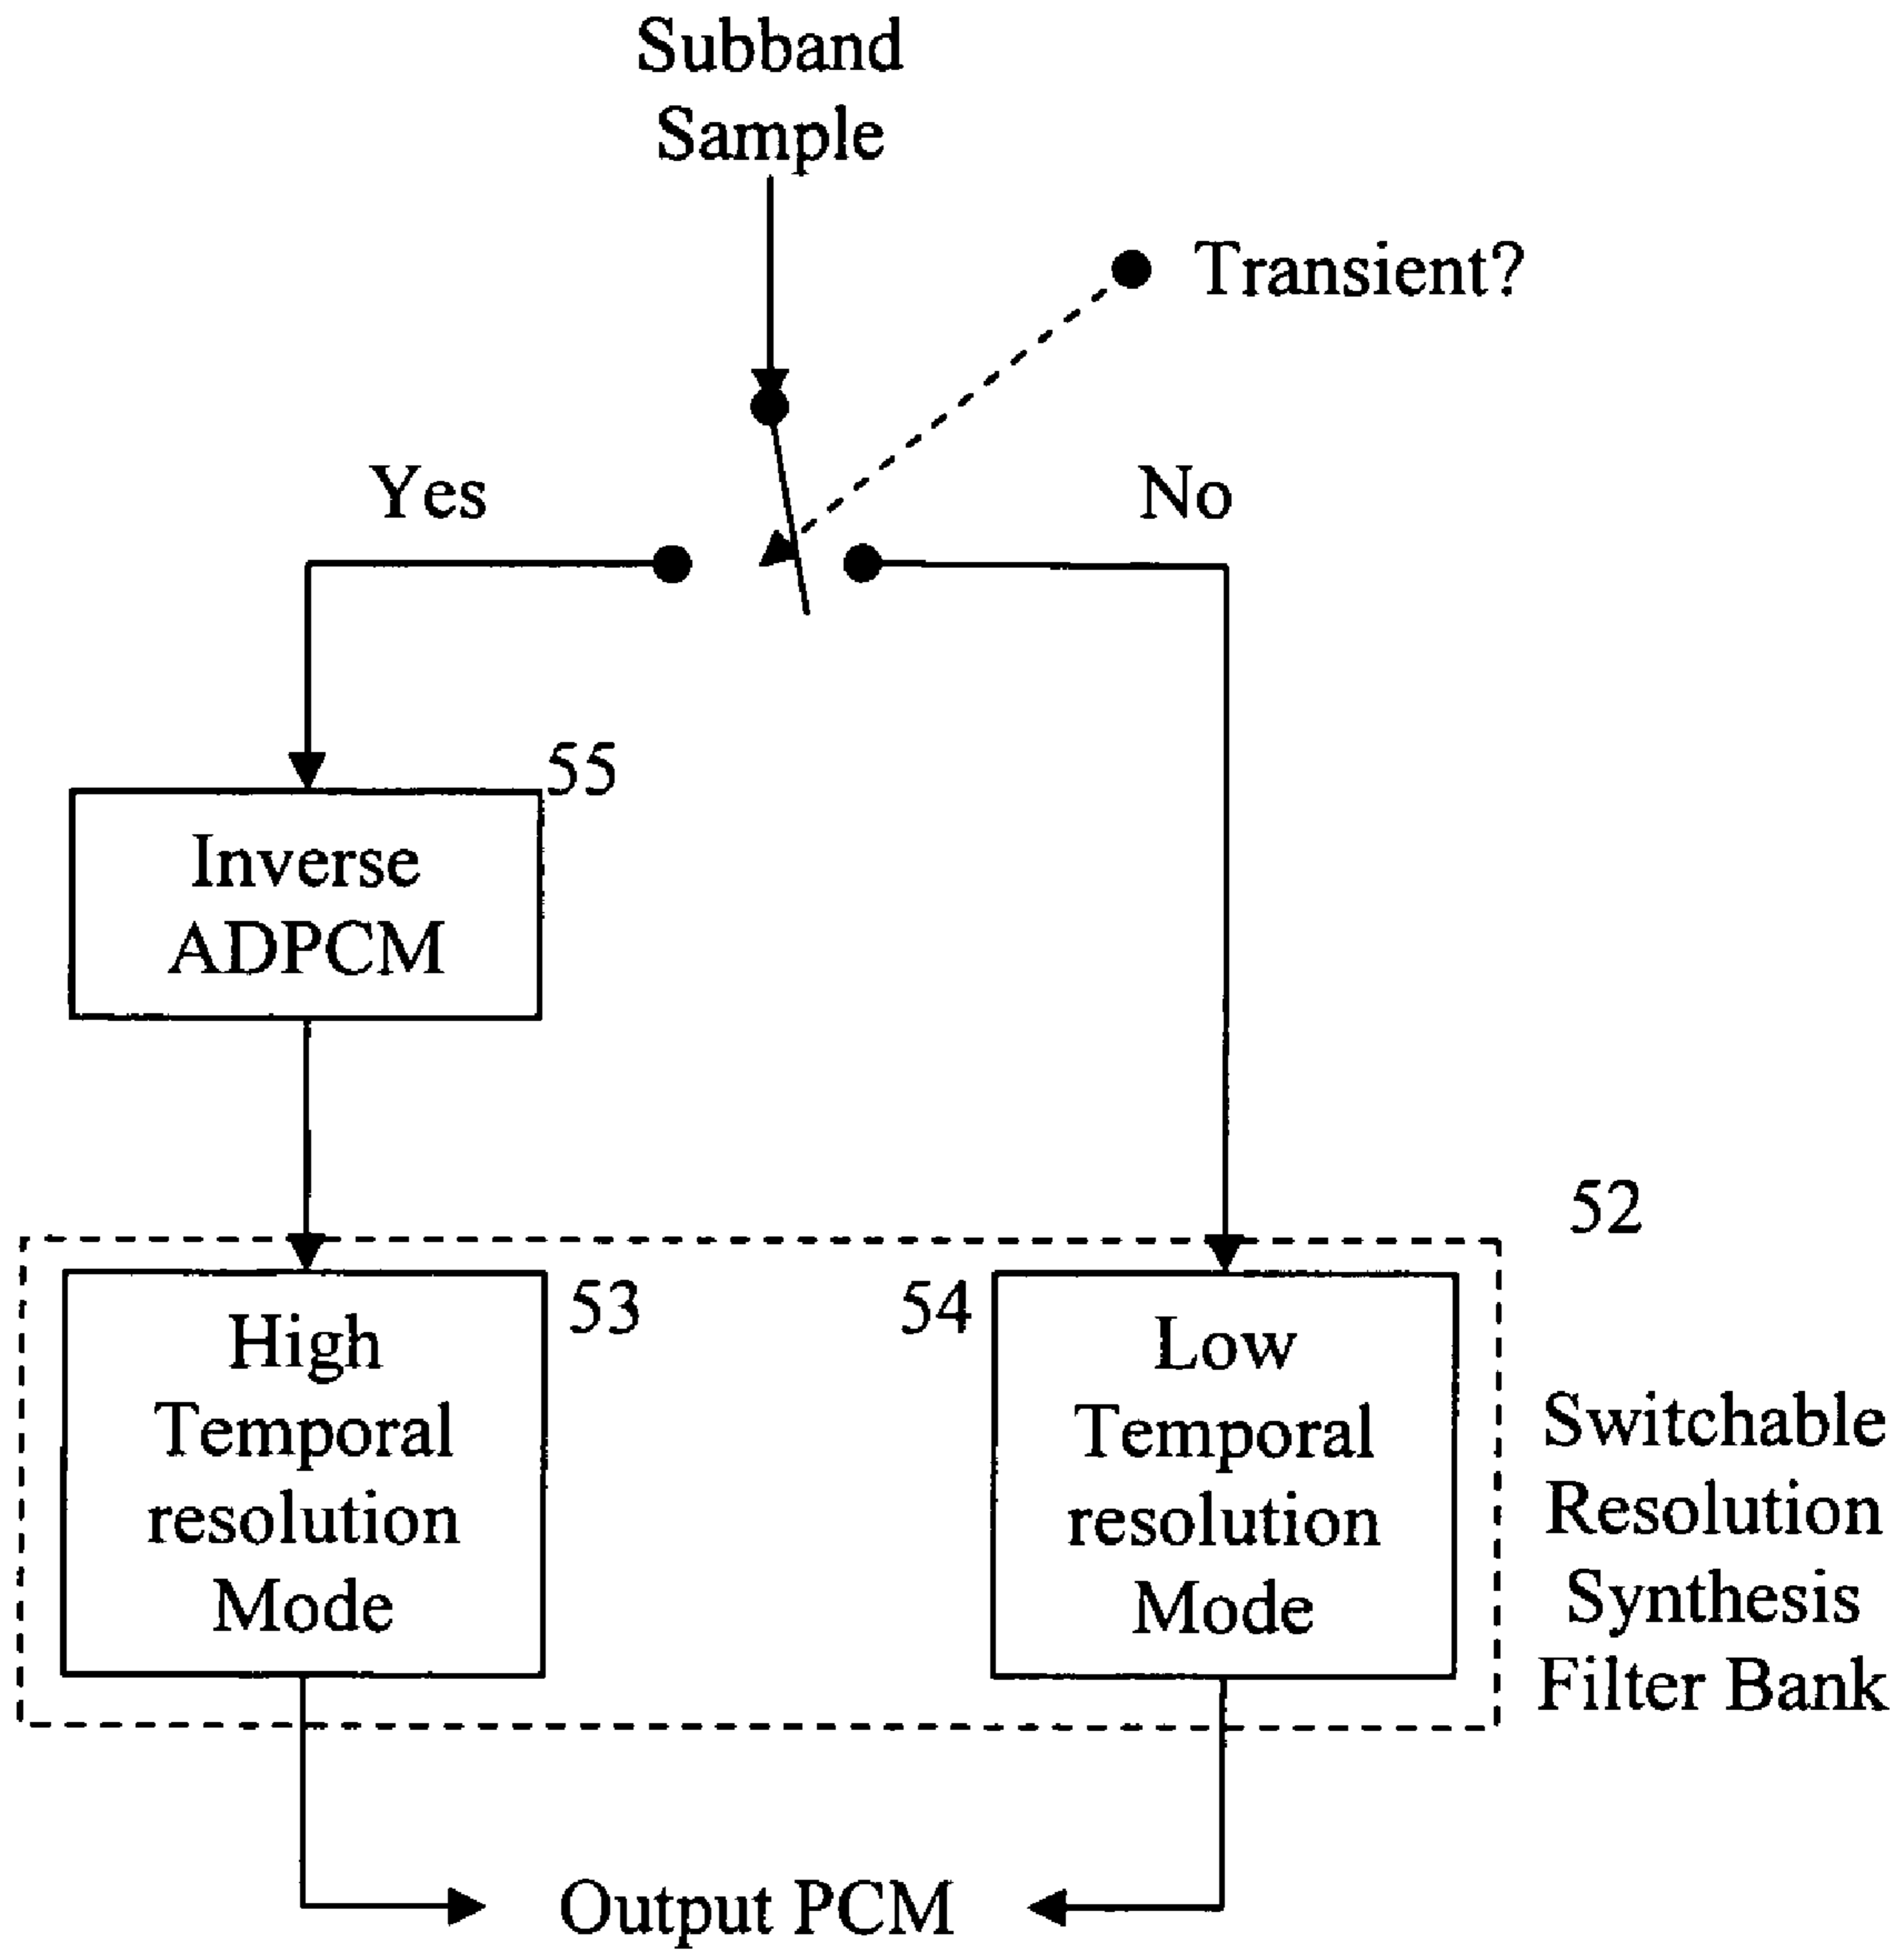 Subband
Sample
Transient?
Yes
No
55
Inverse
ADPCM
52
53
54
High
Temporal
resolution
Mode
Low
Temporal
resolution
Mode
Switchable
Resolution
Synthesis
Filter Bank
Output PCM